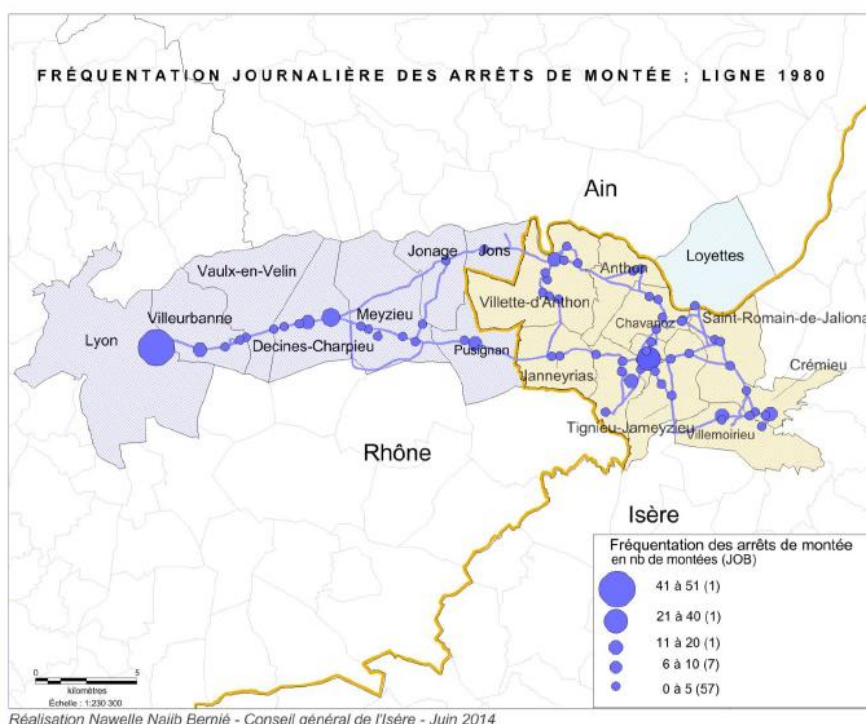 FRÉQUENTATION JOURNALIÈRE DES ARRÊTS DE MONTÉE ; LIGNE 1980
Ain
Jonage
Jons
Loyettes
Vaulx-en-Velin
Anthon
Villette-d'Anthon
Villeurbanne
Meyzieu
Chavanoz
Saint-Romain-de-Jaliona
Lyon
Decines-Charpieu
Pusignan
Crémieu
Janneyrias
Tignieu-Jameyzieu
Villemoirieu
Rhône
Isère
Fréquentation des arrêts de montée
en nb de montées (JOB)
41 à 51 (1)
21 à 40 (1)
11 à 20 (1)
6 à 10 (7)
0 à 5 (57)
0 5
kilomètres
Échelle : 1:230 300
Réalisation Nawelle Najib Bernié - Conseil général de l'Isère - Juin 2014